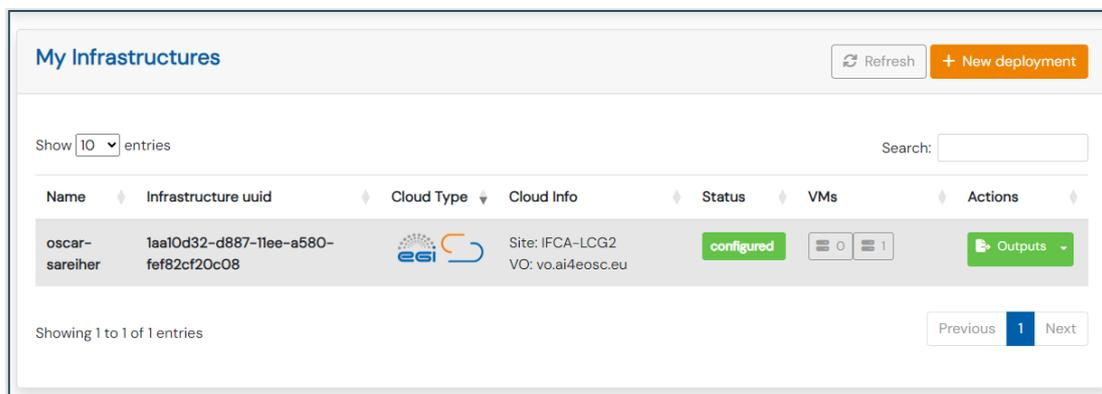 My Infrastructures
Refresh
+ New deployment
Show 10 entries
Search:
Name Infrastructure uuid Cloud Type Cloud Info Status VMs Actions
oscar- 1aa10d32-d887-11ee-a580- egi Site: IFCA-LCG2 configured 0 1 Outputs
sareiher fef82cf20c08 VO: vo.ai4eosc.eu
Showing 1 to 1 of 1 entries
Previous 1 Next